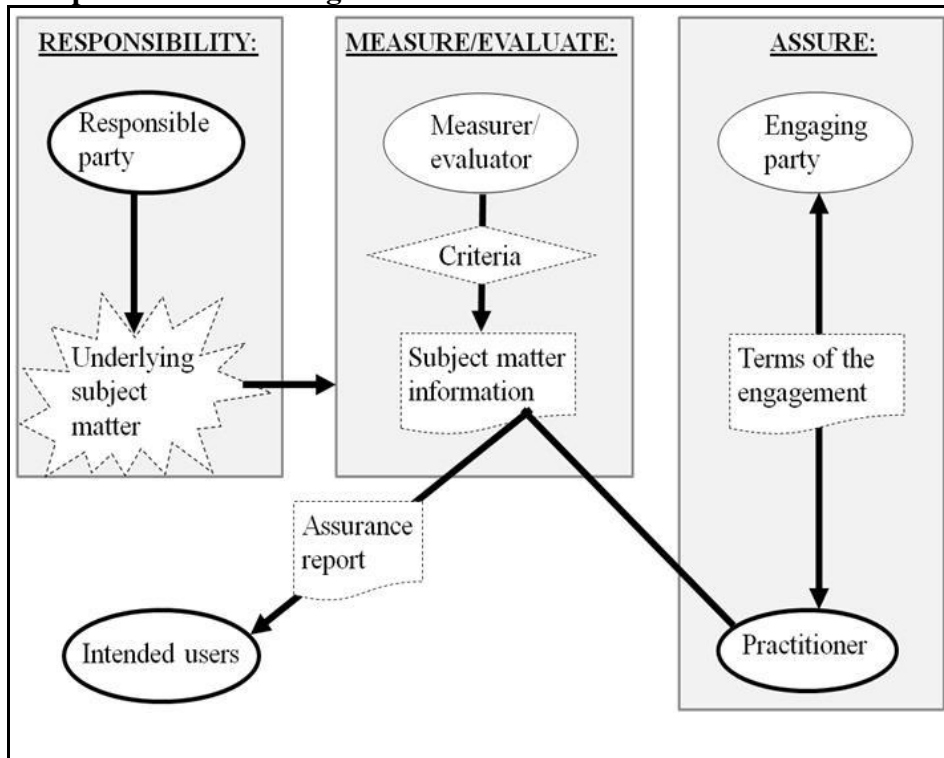 RESPONSIBILITY:
MEASURE/EVALUATE:
ASSURE:
Responsible
party
Measurer/
evaluator
Engaging
party
Criteria
Underlying
subject
matter
Subject matter
information
Terms of the
engagement
Assurance
report
Intended users
Practitioner